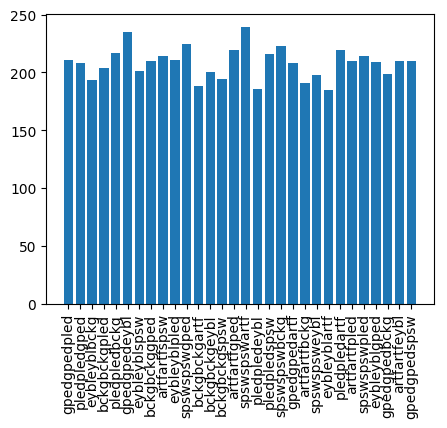 250
200
150
100
50
0
gpedgpedpled
pledpledgped
eybleyblbckg
bckgbckgpled
pledpledbckg
gpedgpedeybl
eybleyblspsw
bckgbckggped
artfartfspsw
eybleyblpled
spswspswgped
bckgbckgartf
bckgbckgeybl
bckgbckgspsw
artfartfgped
spswspswartf
pledpledeybl
pledpledspsw
spswspswbckg
gpedgpedartf
artfartfbckg
spswspsweybl
eybleyblartf
pledpledartf
artfartfpled
spswspswpled
eybleyblgped
gpedgpedbckg
artfartfeybl
gpedgpedspsw